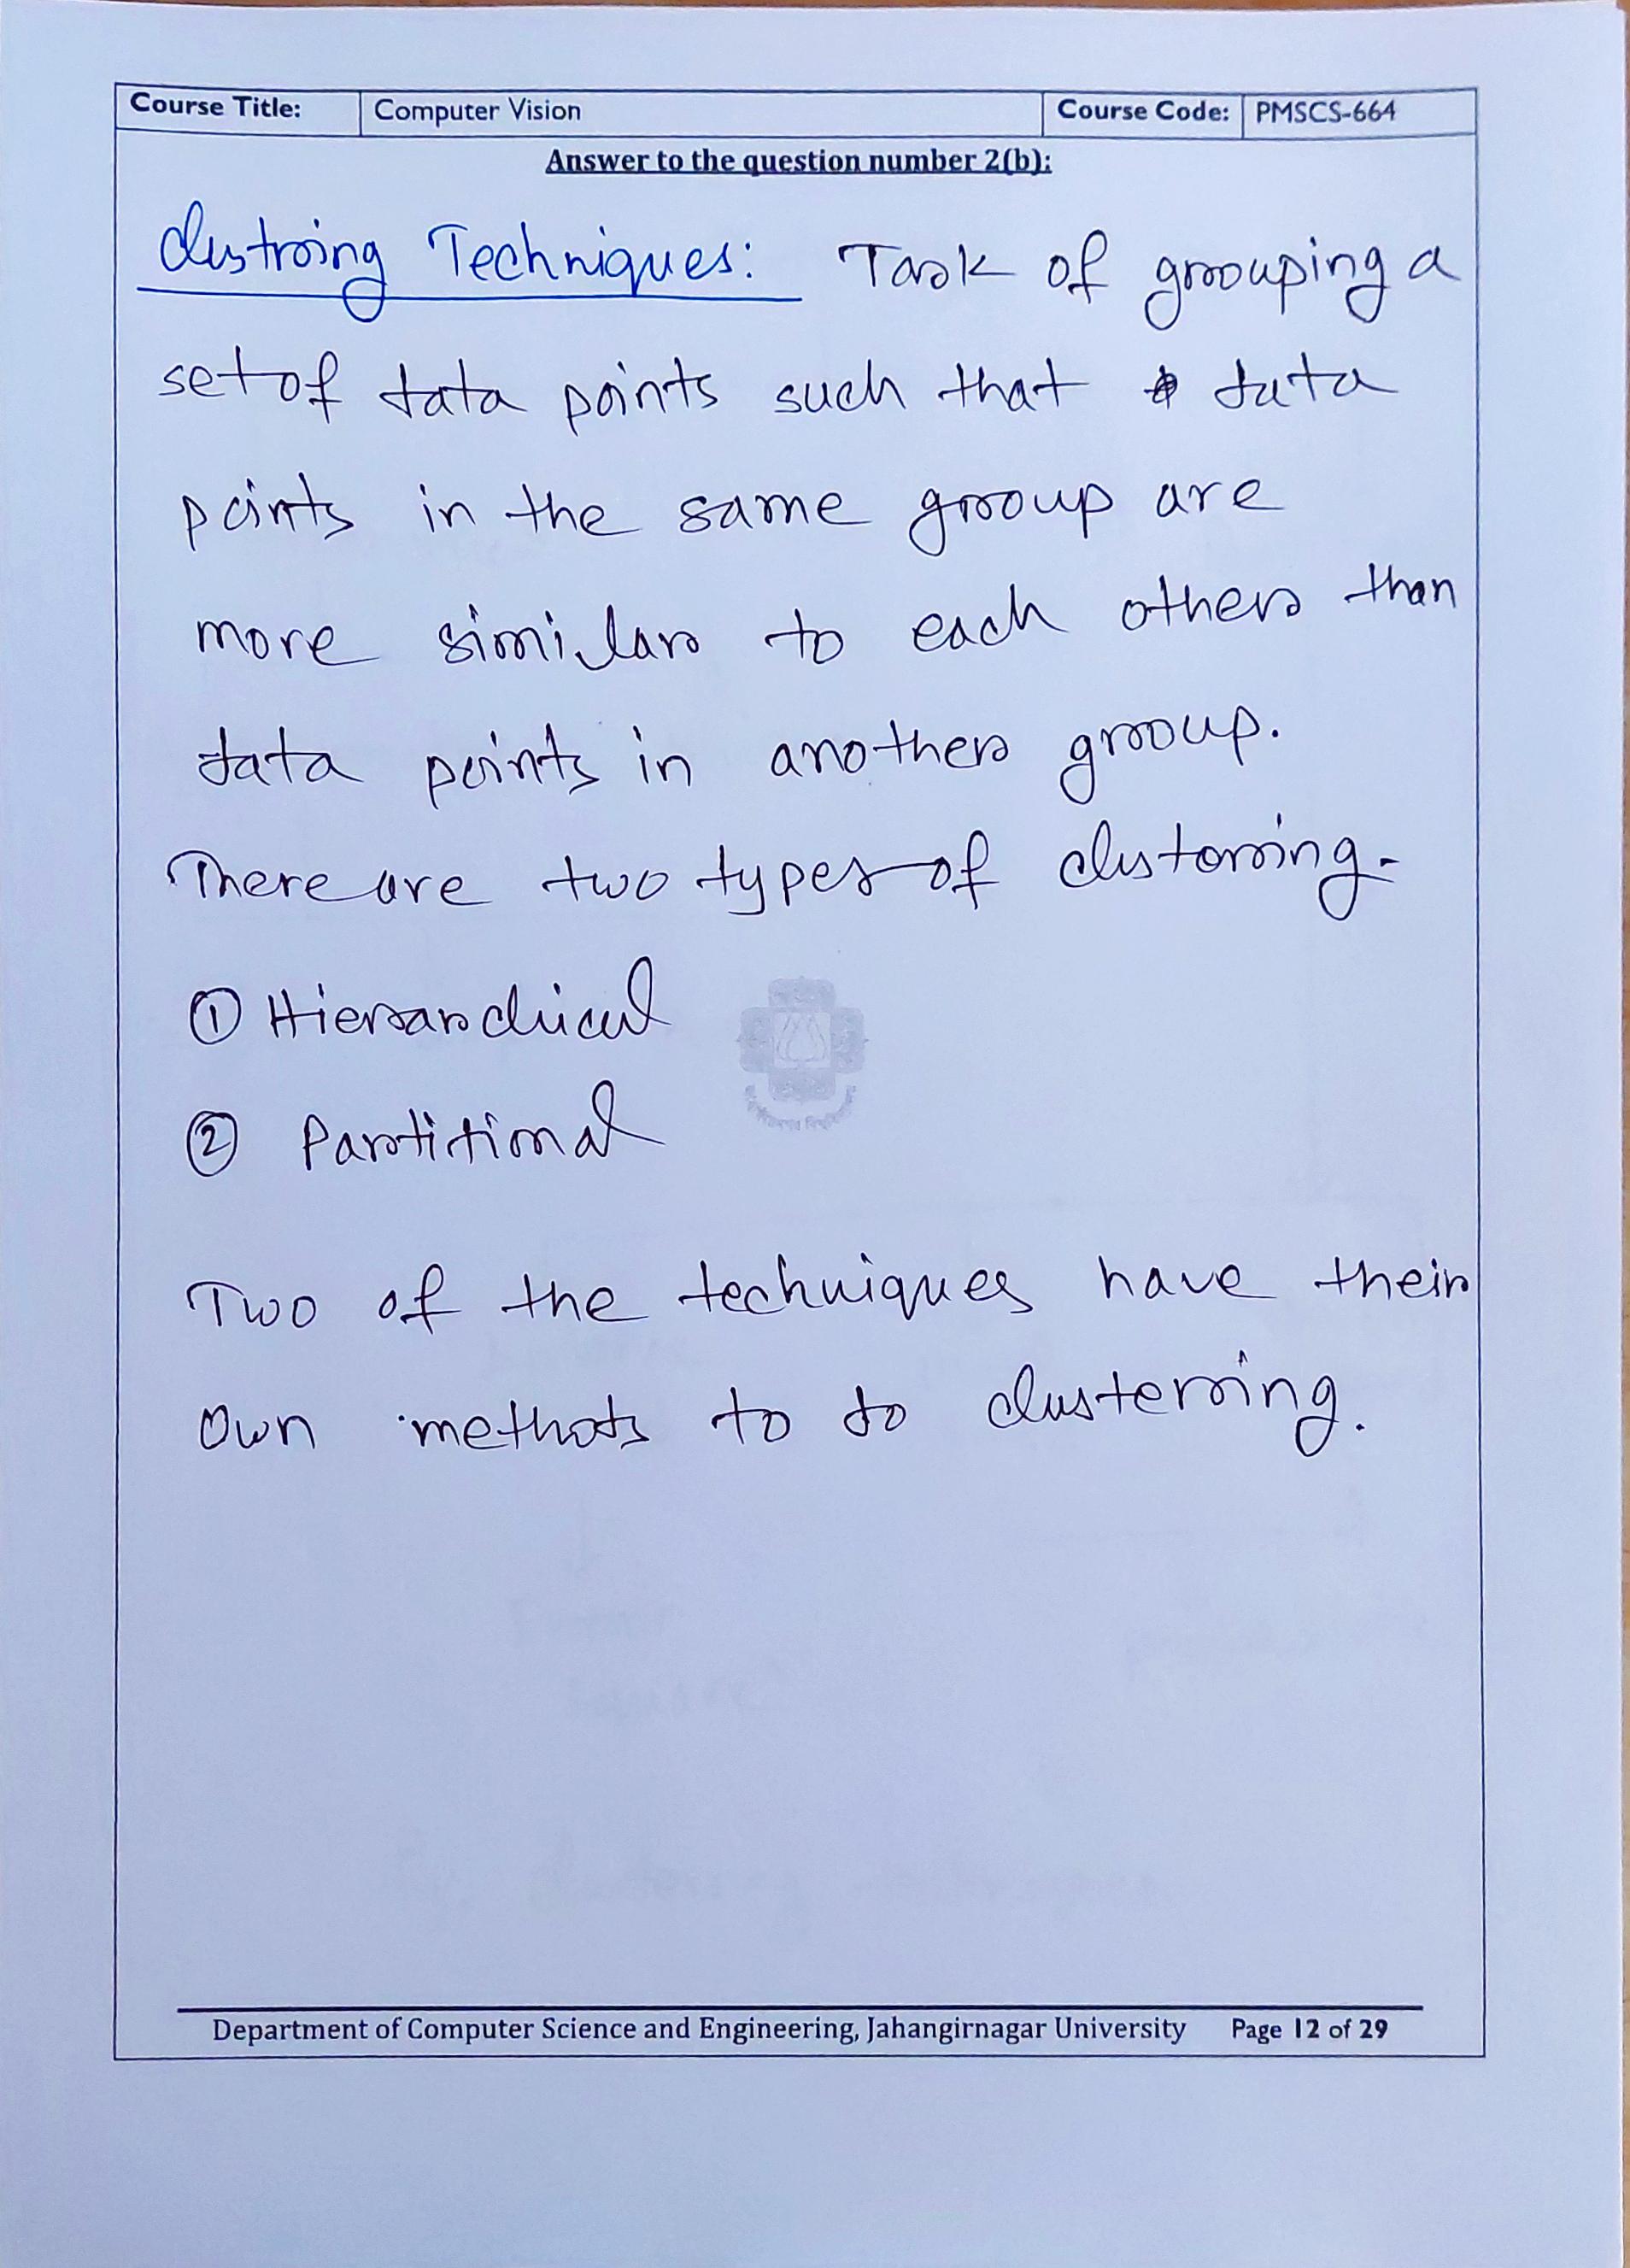 Course Title: Computer Vision Course Code: PMSCS-664
Answer to the question number 2(b):
Clustring Techniques: Task of grouping a
set of data points such that data
points in the same group are
more similar to each other than
data points in another group.
There are two types of clustering-
① Hierarchical
② Partitional
Two of the techniques have their
own methods to do clustering.
Department of Computer Science and Engineering, Jahangirnagar University Page 12 of 29